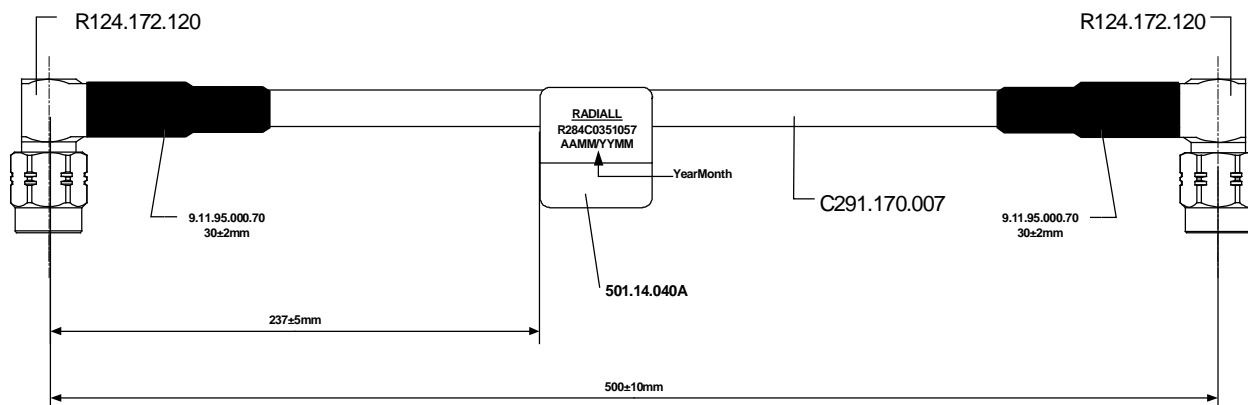 R124.172.120
R124.172.120
RADIALL
R284C0351057
AAMM/YYMM
YearMonth
C291.170.007
9.11.95.000.70
30±2mm
9.11.95.000.70
30±2mm
501.14.040A
237±5mm
500±10mm